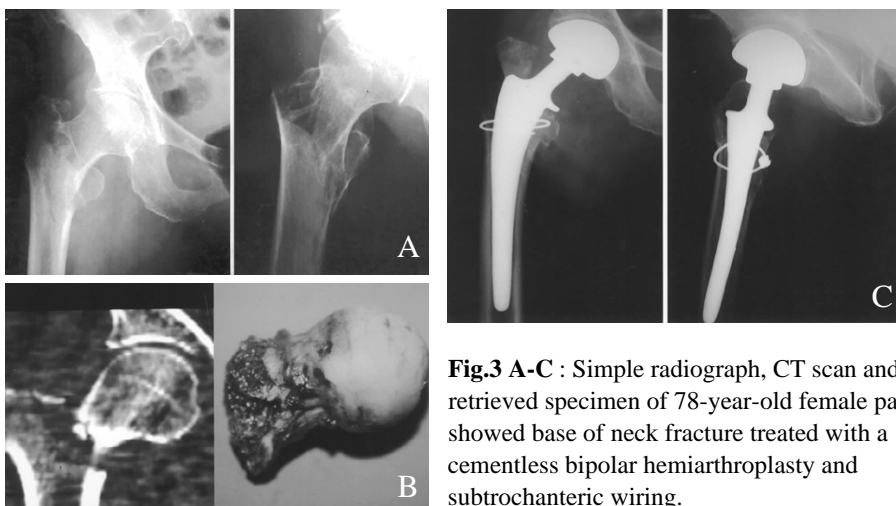 A
B
C
Fig.3 A-C : Simple radiograph, CT scan and
retrieved specimen of 78-year-old female
showed base of neck fracture treated with a
cementless bipolar hemiarthroplasty and
subtrochanteric wiring.